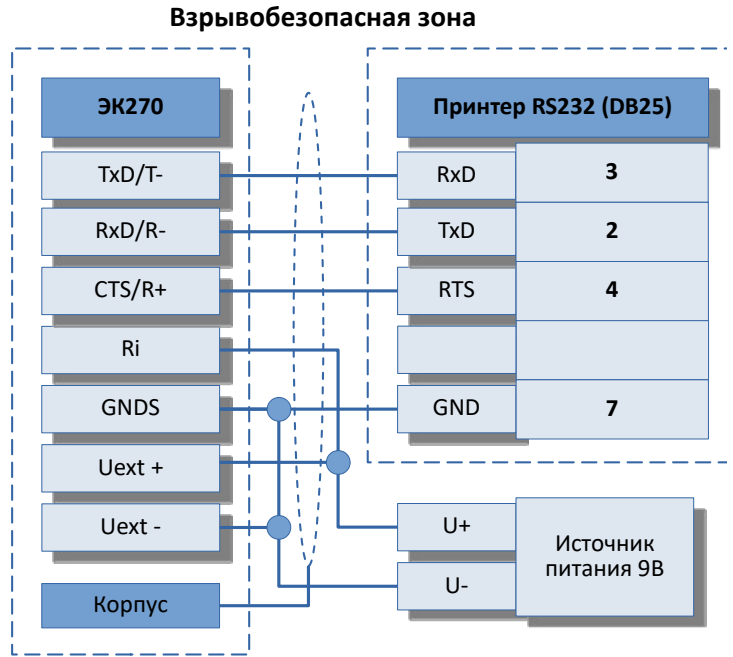 Взрывобезопасная зона
ЭК270
Принтер RS232 (DB25)
TxD/T-
RxD
3
RxD/R-
TxD
2
CTS/R+
RTS
4
Ri
GNDS
GND
7
Uext +
Uext -
U+
Источник
питания 9В
U-
Корпус